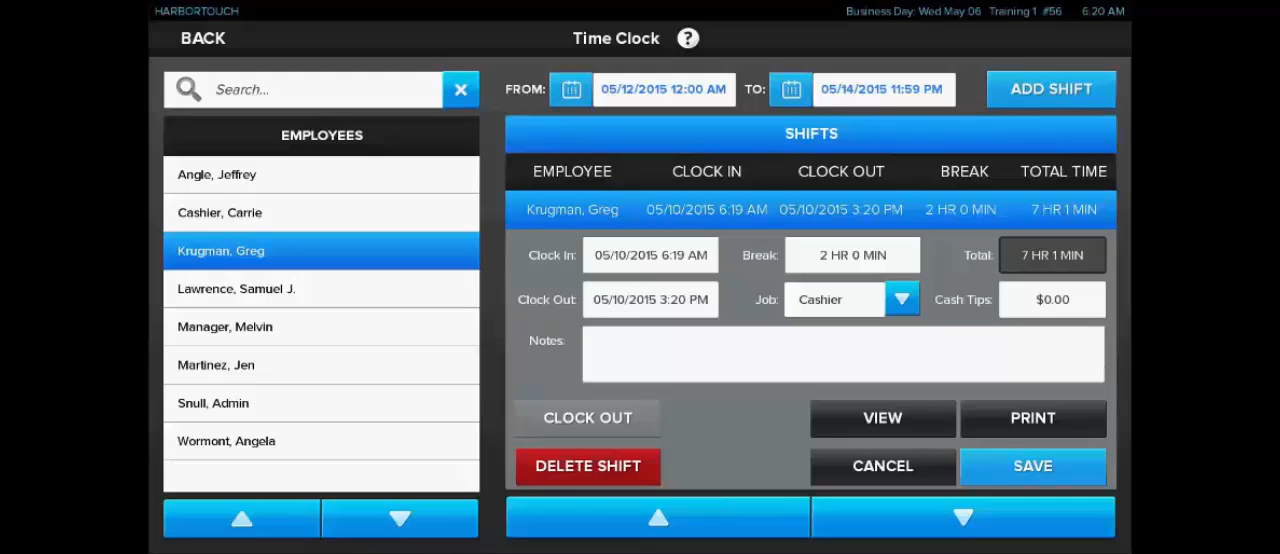 HARBORTOUCH
Business Day: Wed May 06 Training 1 #56 6:20 AM
BACK
Time Clock ?
Search...
FROM: 05/12/2015 12:00 AM TO: 05/14/2015 11:59 PM ADD SHIFT
EMPLOYEES
Angle, Jeffrey
Cashier, Carrie
Krugman, Greg
Lawrence, Samuel J.
Manager, Melvin
Martinez, Jen
Snull, Admin
Wormont, Angela
SHIFTS
EMPLOYEE CLOCK IN CLOCK OUT BREAK TOTAL TIME
Krugman, Greg 05/10/2015 6:19 AM 05/10/2015 3:20 PM 2 HR 0 MIN 7 HR 1 MIN
Clock In: 05/10/2015 6:19 AM Break: 2 HR 0 MIN Total: 7 HR 1 MIN
Clock Out: 05/10/2015 3:20 PM Job: Cashier Cash Tips: $0.00
Notes:
CLOCK OUT VIEW PRINT
DELETE SHIFT CANCEL SAVE